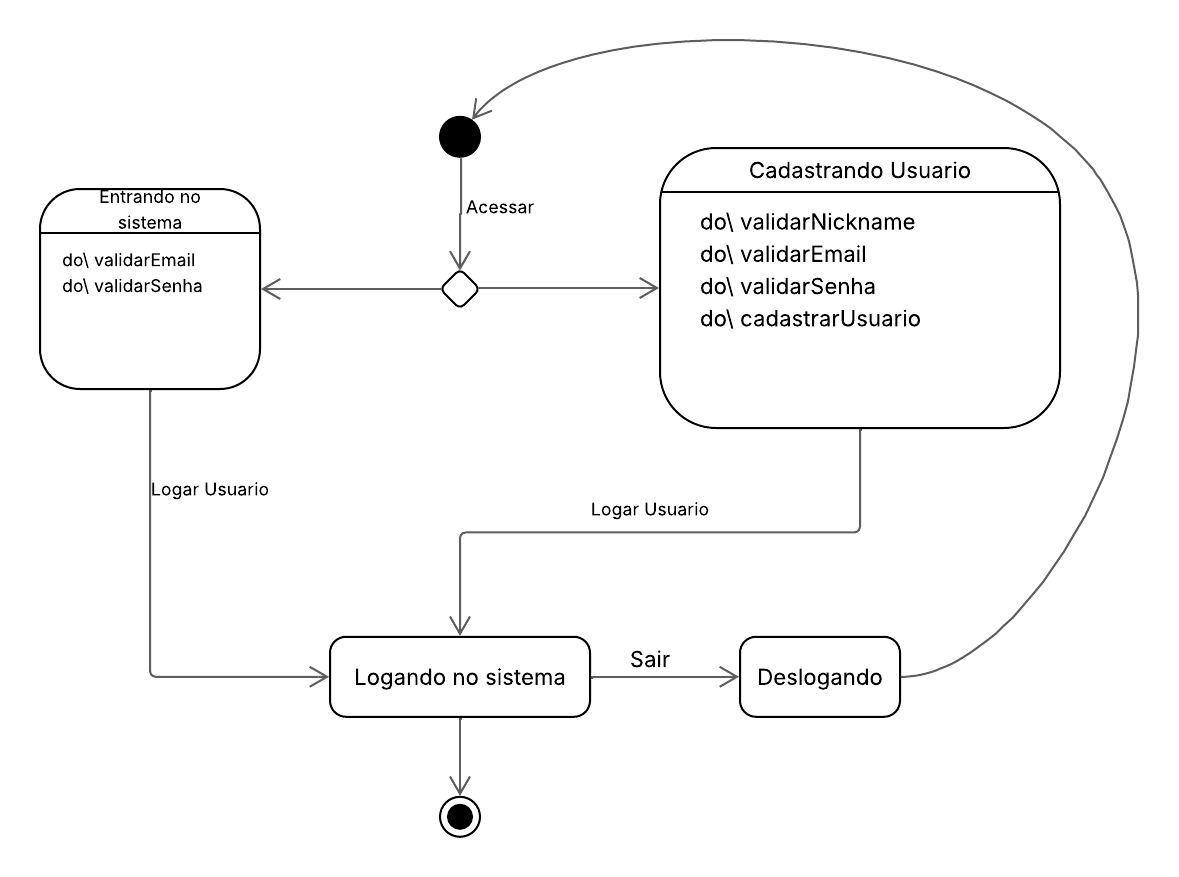 Acessar
Entrando no
sistema
do\ validarEmail
do\ validarSenha
Cadastrando Usuario
do\ validarNickname
do\ validarEmail
do\ validarSenha
do\ cadastrarUsuario
Logar Usuario
Logar Usuario
Logando no sistema
Sair
Deslogando